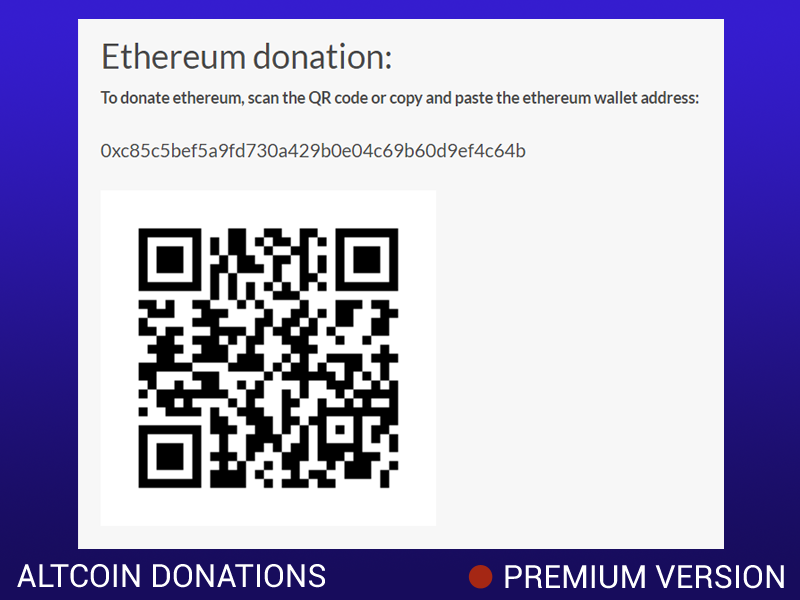 Ethereum donation:
To donate ethereum, scan the QR code or copy and paste the ethereum wallet address:
0xc85c5bef5a9fd730a429b0e04c69b60d9ef4c64b
ALTCOIN DONATIONS
PREMIUM VERSION